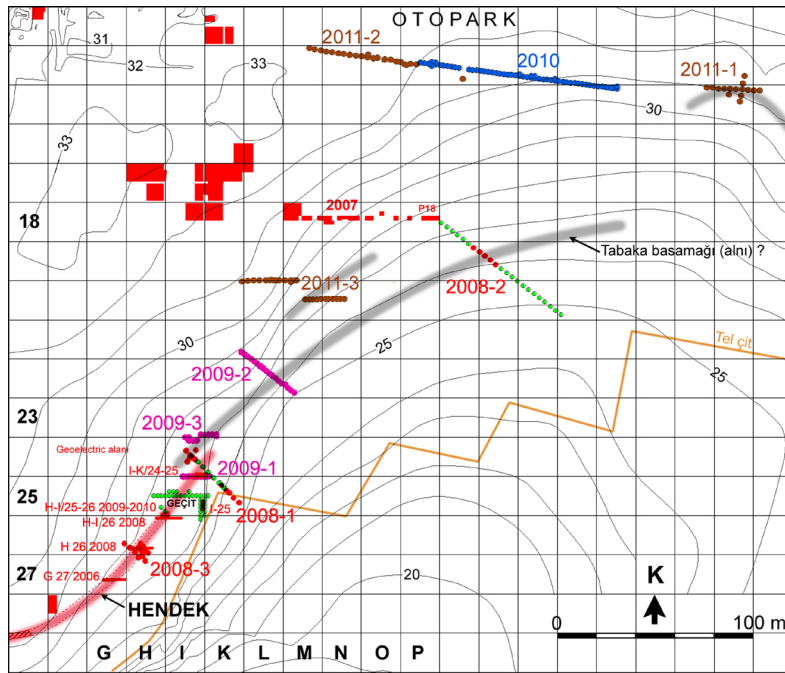 OTOPARK
31
2011-2
32
33
2010
2011-1
30
33
2007
P18
18
Tabaka basamağı (alnı) ?
2011-3
2008-2
30
25
Tel çit
2009-2
25
23
2009-3
Geoelectric alanı
I-K/24-25
2009-1
25
H-I/25-26 2009-2010
GEÇİT
I-25
H-I 26 2008
2008-1
H 26 2008
2008-3
27
G 27 2006
20
K
HENDEK
0
100 m
G H I K L M N O P